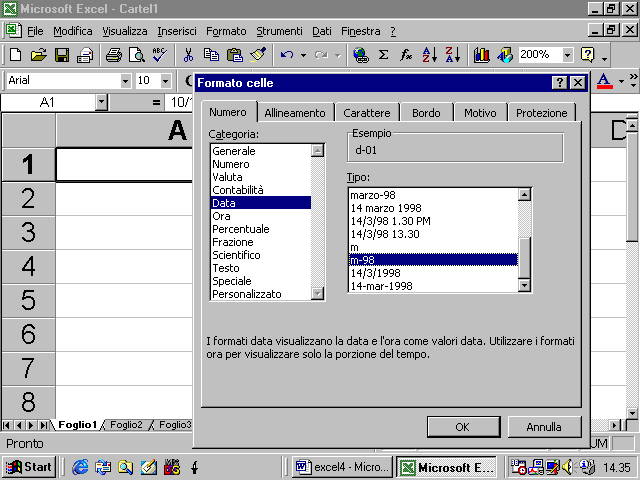 Microsoft Excel - Cartel1
File Modifica Visualizza Inserisci Formato Strumenti Dati Finestra ?
ABC Σ fx A Z Z A 200% ?
Arial 10 A
A1 = 10/1
A D
1
2
3
4
5
6
7
8
Formato celle ?
Numero Allineamento Carattere Bordo Motivo Protezione
Categoria:
Generale
Numero
Valuta
Contabilità
Data
Ora
Percentuale
Frazione
Scientifico
Testo
Speciale
Personalizzato
Esempio
d-01
Tipo:
marzo-98
14 marzo 1998
14/3/98 1.30 PM
14/3/98 13.30
m
m-98
14/3/1998
14-mar-1998
I formati data visualizzano la data e l'ora come valori data. Utilizzare i formati
ora per visualizzare solo la porzione del tempo.
OK Annulla
Foglio1 Foglio2 Foglio3
Pronto UM
Start excel4 - Micro... Microsoft E... 14.35